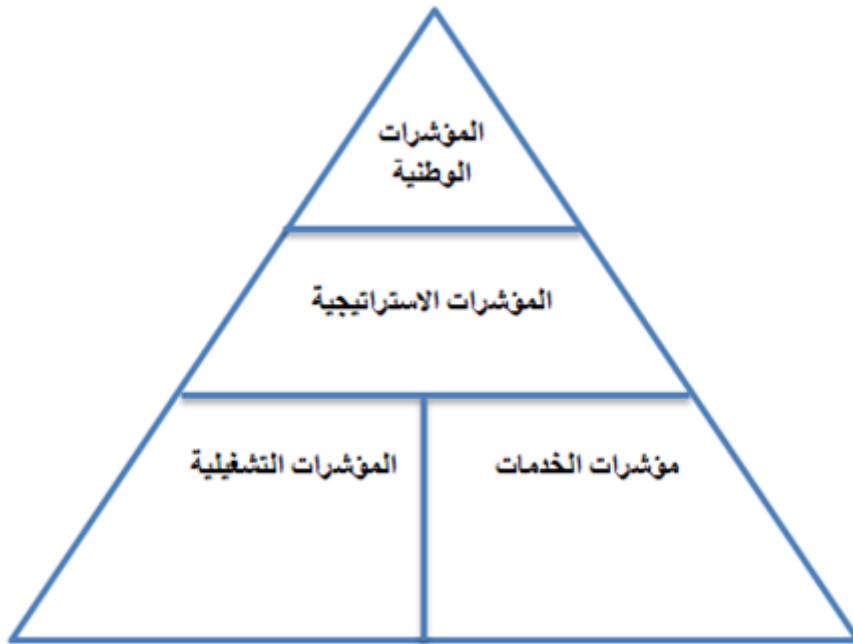 المؤشرات
الوطنية
المؤشرات الاستراتيجية
مؤشرات الخدمات
المؤشرات التشغيلية